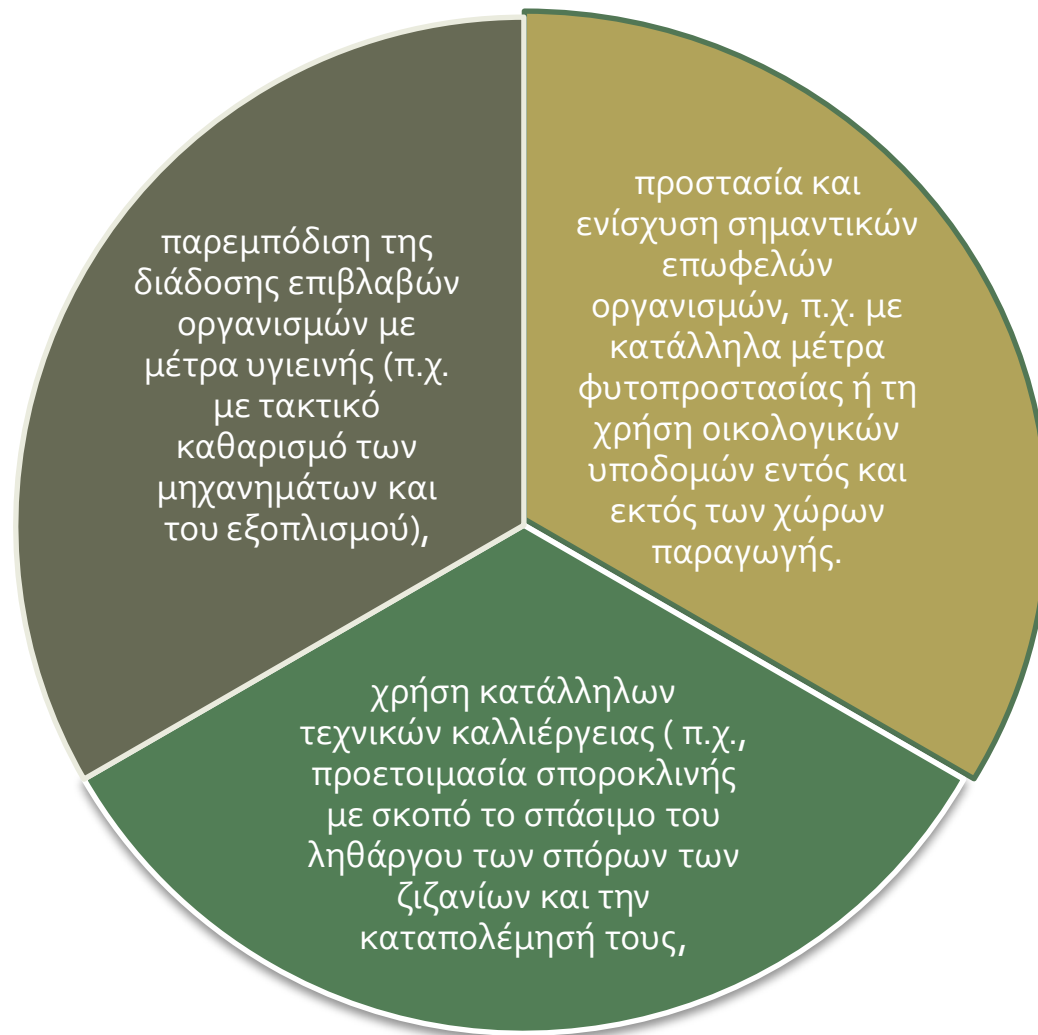 παρεμπόδιση της
διάδοσης επιβλαβών
οργανισμών με
μέτρα υγιεινής (π.χ.
με τακτικό
καθαρισμό των
μηχανημάτων και
του εξοπλισμού),
προστασία και
ενίσχυση σημαντικών
επωφελών
οργανισμών, π.χ. με
κατάλληλα μέτρα
φυτοπροστασίας ή τη
χρήση οικολογικών
υποδομών εντός και
εκτός των χώρων
παραγωγής.
χρήση κατάλληλων
τεχνικών καλλιέργειας ( π.χ.,
προετοιμασία σποροκλινής
με σκοπό το σπάσιμο του
ληθάργου των σπόρων των
ζιζανίων και την
καταπολέμησή τους,